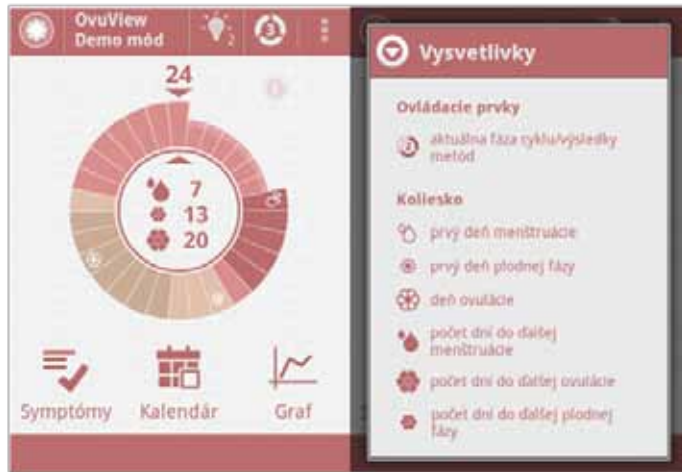 OvuView
Demo mód
2
3
24
7
13
20
Symptómy
Kalendár
Graf
Vysvetlivky
Ovládacie prvky
aktuálna fáza cyklu/výsledky
metód
Koliesko
prvý deň menštruácie
prvý deň plodnej fázy
deň ovulácie
počet dní do ďalšej
menštruácie
počet dní do ďalšej ovulácie
počet dní do ďalšej plodnej
fázy